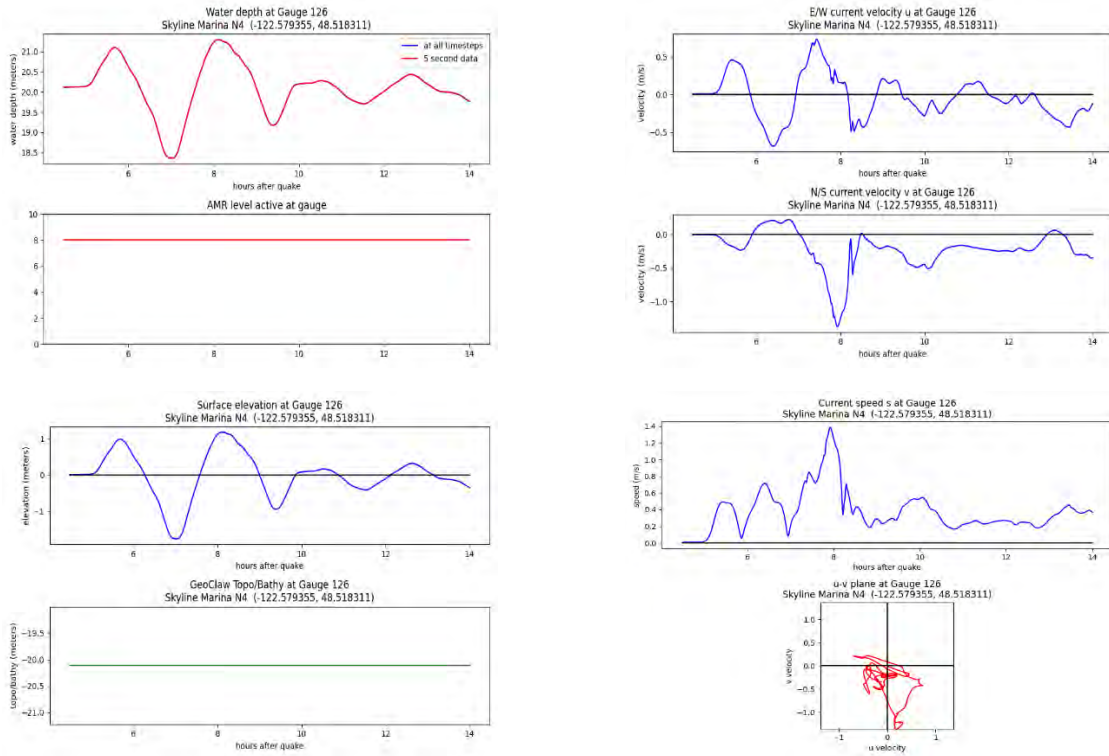 Water depth at Gauge 126
Skyline Marina N4 (-122.579355, 48.518311)
at all timesteps
5 second data
water depth (meters)
21.0
20.5
20.0
19.5
19.0
18.5
6
8
10
12
14
hours after quake
AMR level active at gauge
10
8
6
4
2
0
6
8
10
12
14
Surface elevation at Gauge 126
Skyline Marina N4 (-122.579355, 48.518311)
elevation (meters)
1
0
-1
6
8
10
12
14
hours after quake
GeoClaw Topo/Bathy at Gauge 126
Skyline Marina N4 (-122.579355, 48.518311)
topo/bathy (meters)
-19.5
-20.0
-20.5
-21.0
6
8
10
12
14
hours after quake
E/W current velocity u at Gauge 126
Skyline Marina N4 (-122.579355, 48.518311)
velocity (m/s)
0.5
0.0
-0.5
6
8
10
12
14
hours after quake
N/S current velocity v at Gauge 126
Skyline Marina N4 (-122.579355, 48.518311)
velocity (m/s)
0.0
-0.5
-1.0
6
8
10
12
14
hours after quake
Current speed s at Gauge 126
Skyline Marina N4 (-122.579355, 48.518311)
speed (m/s)
1.4
1.2
1.0
0.8
0.6
0.4
0.2
0.0
6
8
10
12
14
hours after quake
u-v plane at Gauge 126
Skyline Marina N4 (-122.579355, 48.518311)
v velocity
1.0
0.5
0.0
-0.5
-1.0
-1
0
1
u velocity